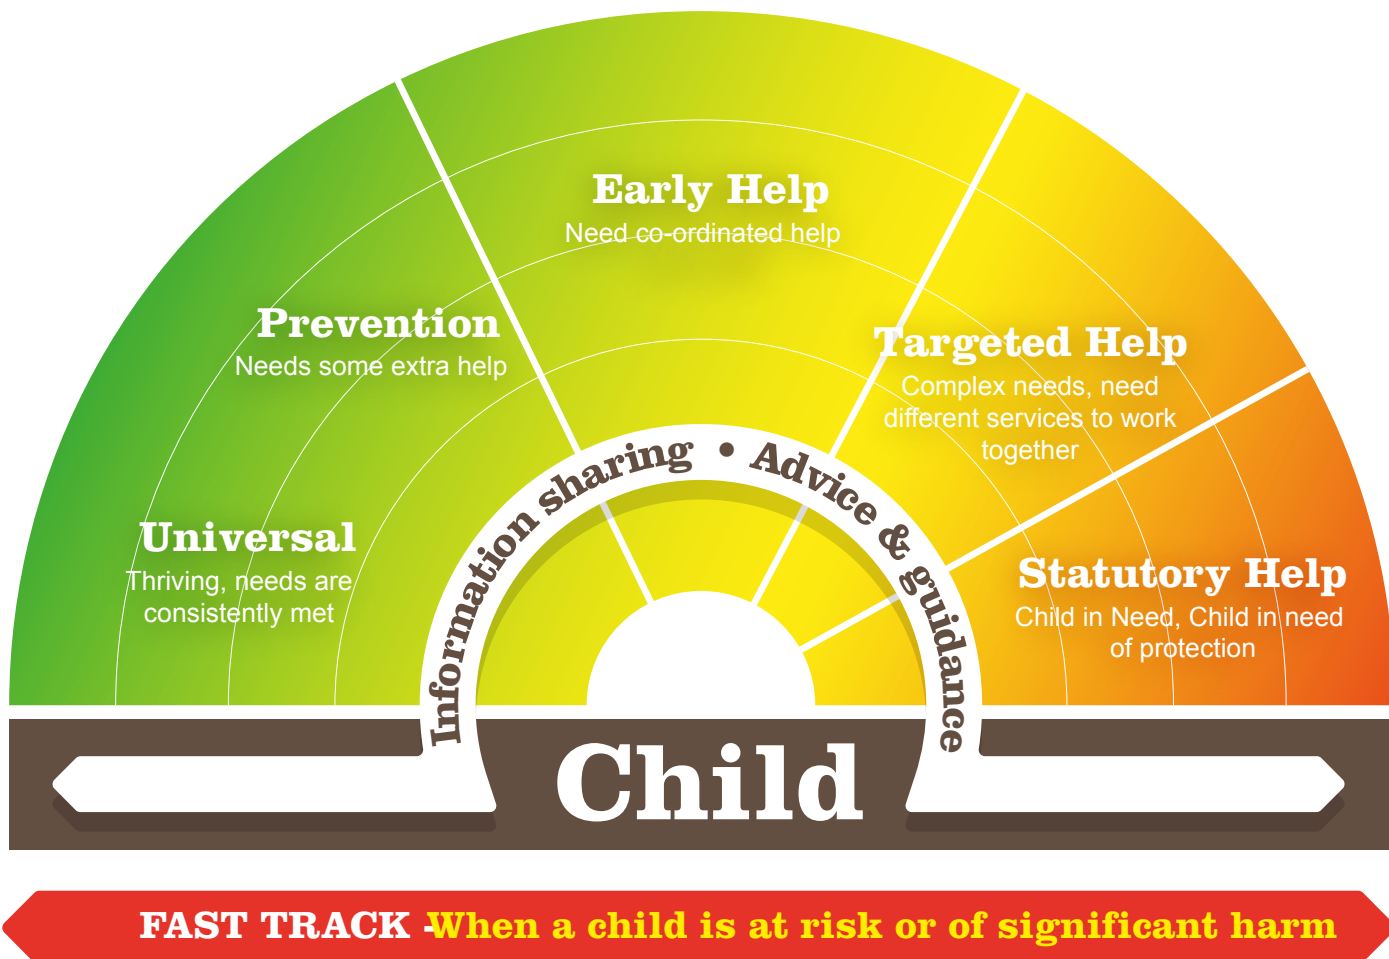 Early Help
Need co-ordinated help
Prevention
Needs some extra help
Targeted Help
Complex needs, need
different services to work
together
Universal
Thriving, needs are
consistently met
Statutory Help
Child in Need, Child in need
of protection
Information sharing • Advice & guidance
Child
FAST TRACK -When a child is at risk or of significant harm